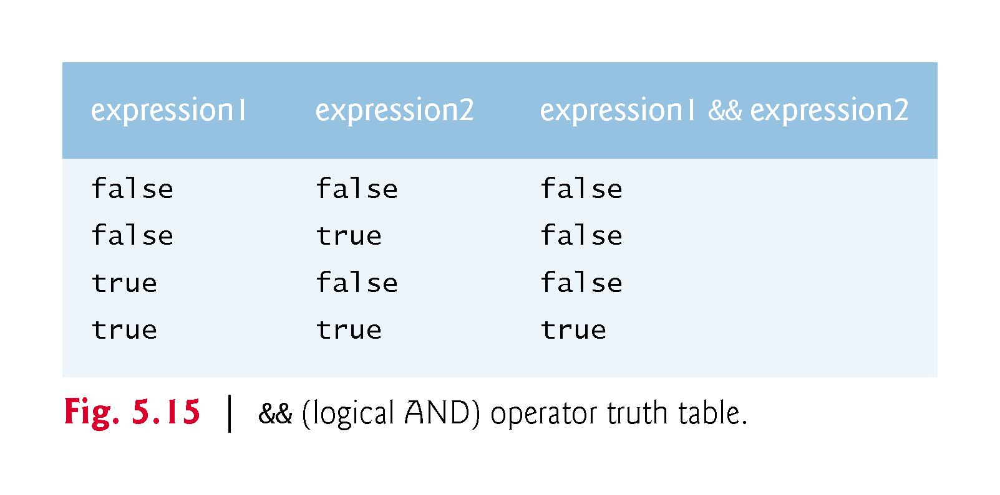 expression1 expression2 expression1 && expression2
false false false
false true false
true false false
true true true
Fig. 5.15 | && (logical AND) operator truth table.